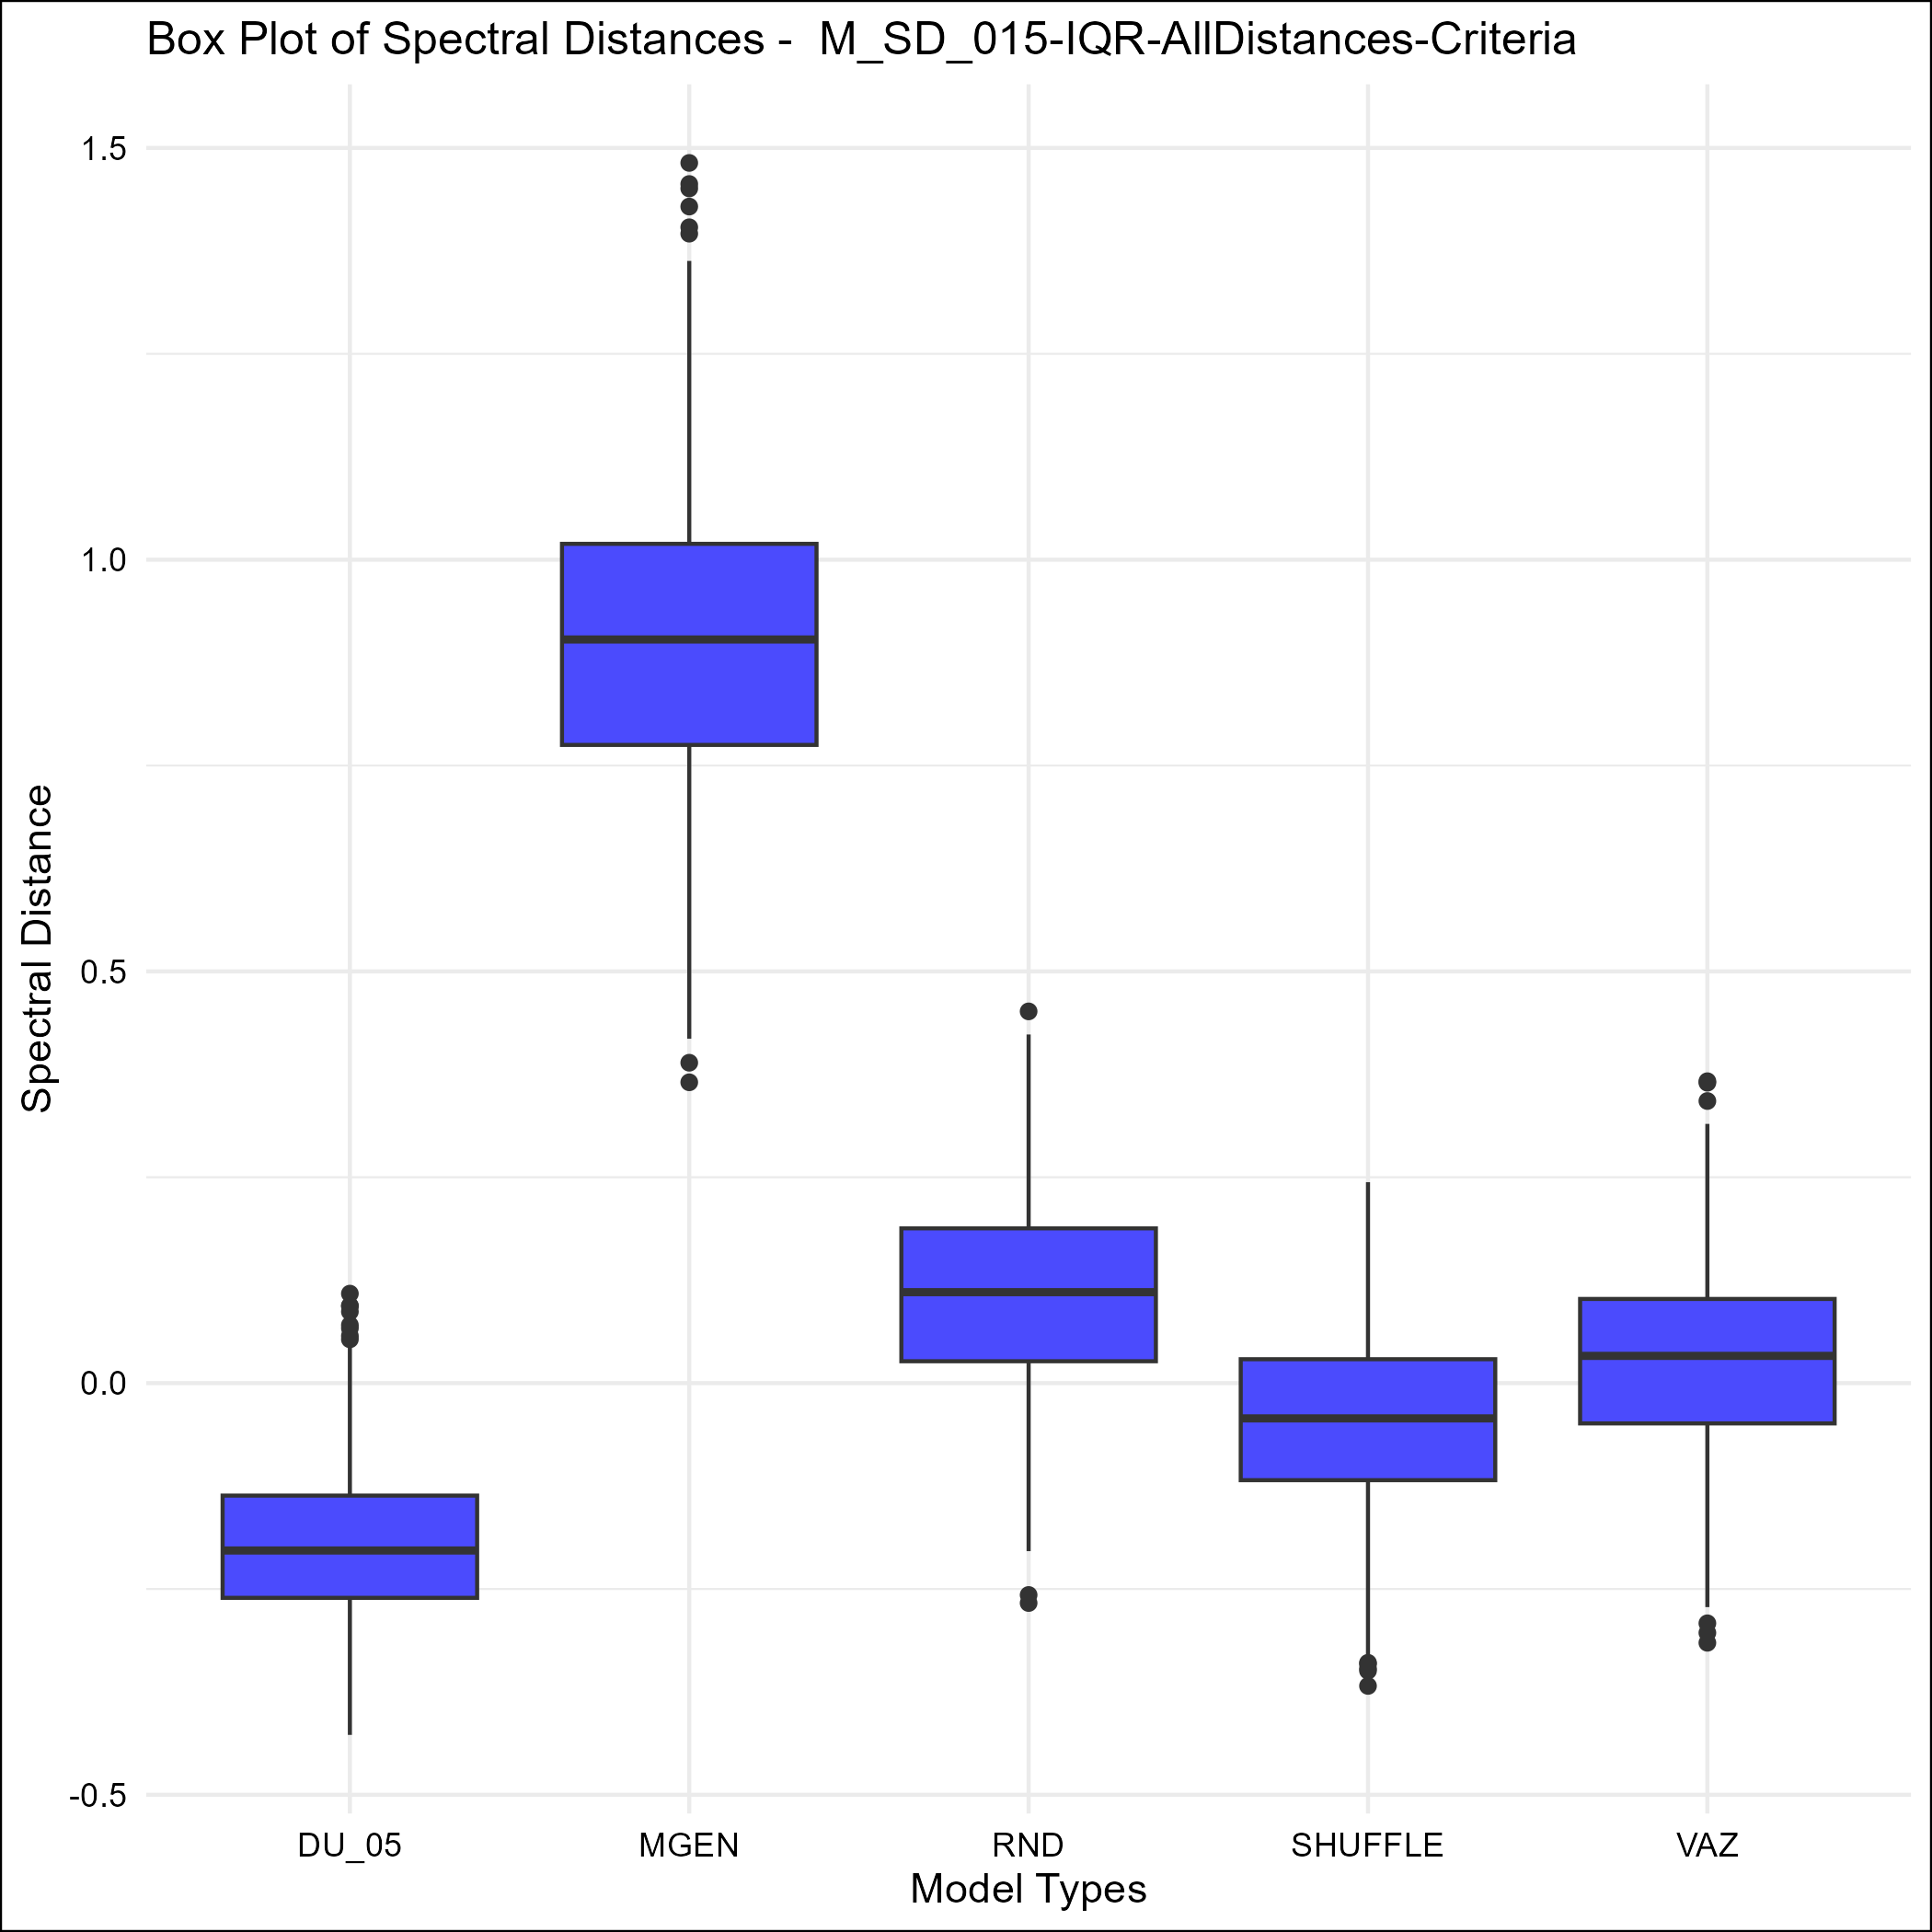 Box Plot of Spectral Distances -  M_SD_015-IQR-AllDistances-Criteria
1.5
1.0
0.5
0.0
-0.5
Spectral Distance
DU_05 MGEN RND SHUFFLE VAZ
Model Types